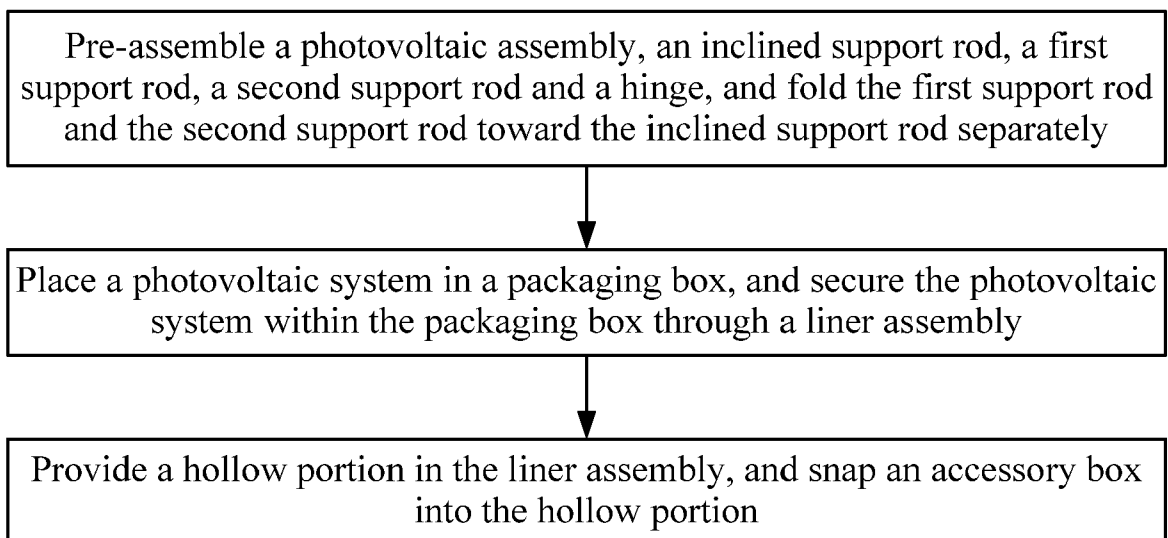 Pre-assemble a photovoltaic assembly, an inclined support rod, a first
support rod, a second support rod and a hinge, and fold the first support rod
and the second support rod toward the inclined support rod separately
Place a photovoltaic system in a packaging box, and secure the photovoltaic
system within the packaging box through a liner assembly
Provide a hollow portion in the liner assembly, and snap an accessory box
into the hollow portion